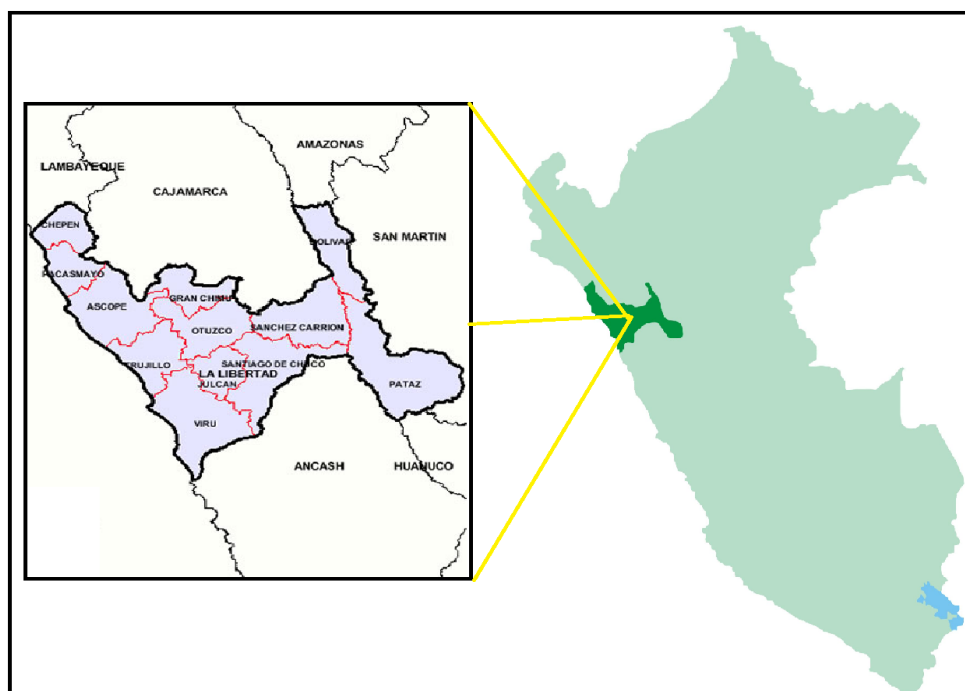 AMAZONAS
LAMBAYEQUE
CAJAMARCA
SAN MARTIN
CHEPEN
BOLIVAR
PACASMAYO
ASCOPE
GRAN CHIMU
OTUZCO
SANCHEZ CARRION
TRUJILLO
SANTIAGO DE CHUCO
LA LIBERTAD
JULCAN
PATAZ
VIRU
ANCASH
HUANUCO